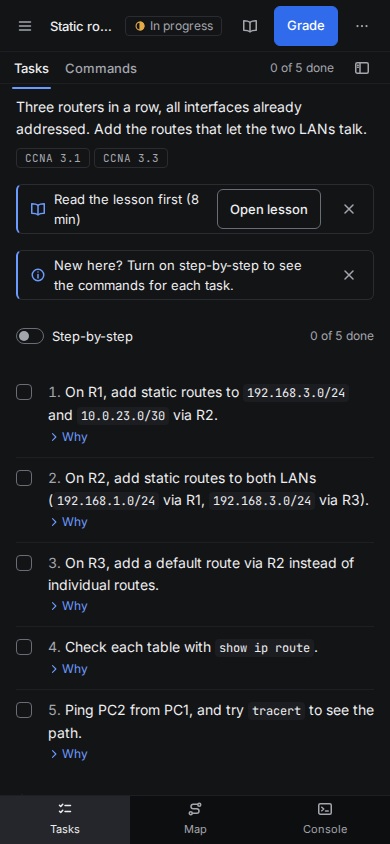 Static ro...
In progress
Grade
Tasks
Commands
0 of 5 done
Three routers in a row, all interfaces already
addressed. Add the routes that let the two LANs talk.
CCNA 3.1
CCNA 3.3
Read the lesson first (8
min)
Open lesson
New here? Turn on step-by-step to see
the commands for each task.
Step-by-step
0 of 5 done
1. On R1, add static routes to 192.168.3.0/24
and 10.0.23.0/30 via R2.
Why
2. On R2, add static routes to both LANs
(192.168.1.0/24 via R1, 192.168.3.0/24 via R3).
Why
3. On R3, add a default route via R2 instead of
individual routes.
Why
4. Check each table with show ip route.
Why
5. Ping PC2 from PC1, and try tracert to see the
path.
Why
Tasks
Map
Console